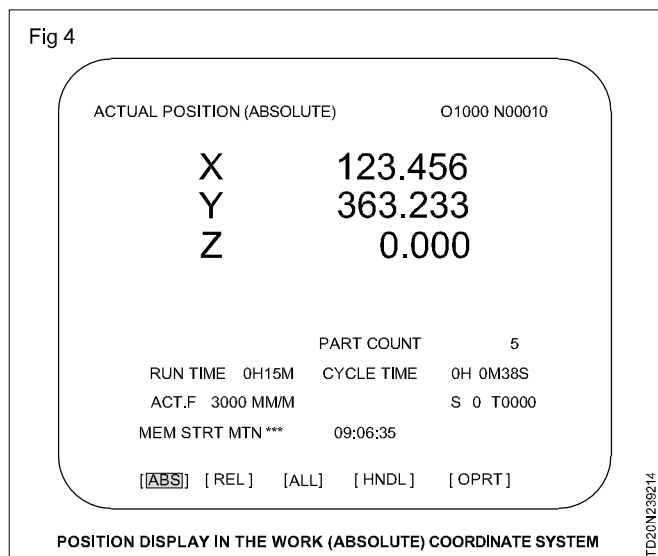 Fig 4
ACTUAL POSITION (ABSOLUTE) O1000 N00010
X 123.456
Y 363.233
Z 0.000
PART COUNT 5
RUN TIME 0H15M CYCLE TIME 0H 0M38S
ACT.F 3000 MM/M S 0 T0000
MEM STRT MTN *** 09:06:35
[ABS] [ REL ] [ALL] [ HNDL ] [ OPRT ]
POSITION DISPLAY IN THE WORK (ABSOLUTE) COORDINATE SYSTEM
TD20N239214